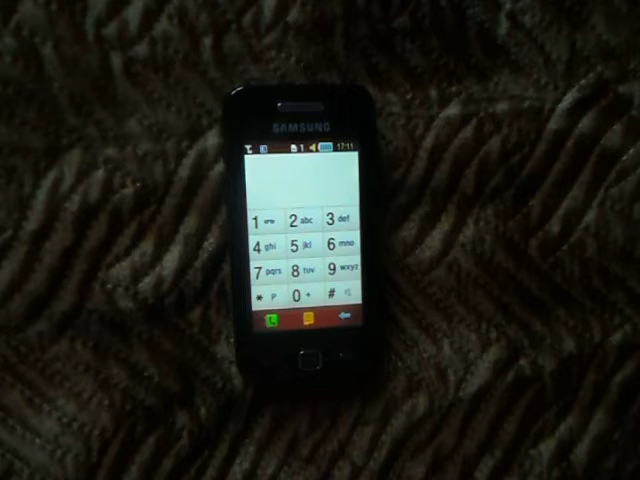 SAMSUNG
1 17:11
1 2 abc 3 def
4 ghi 5 jkl 6 mno
7 pqrs 8 tuv 9 wxyz
* P 0 + #